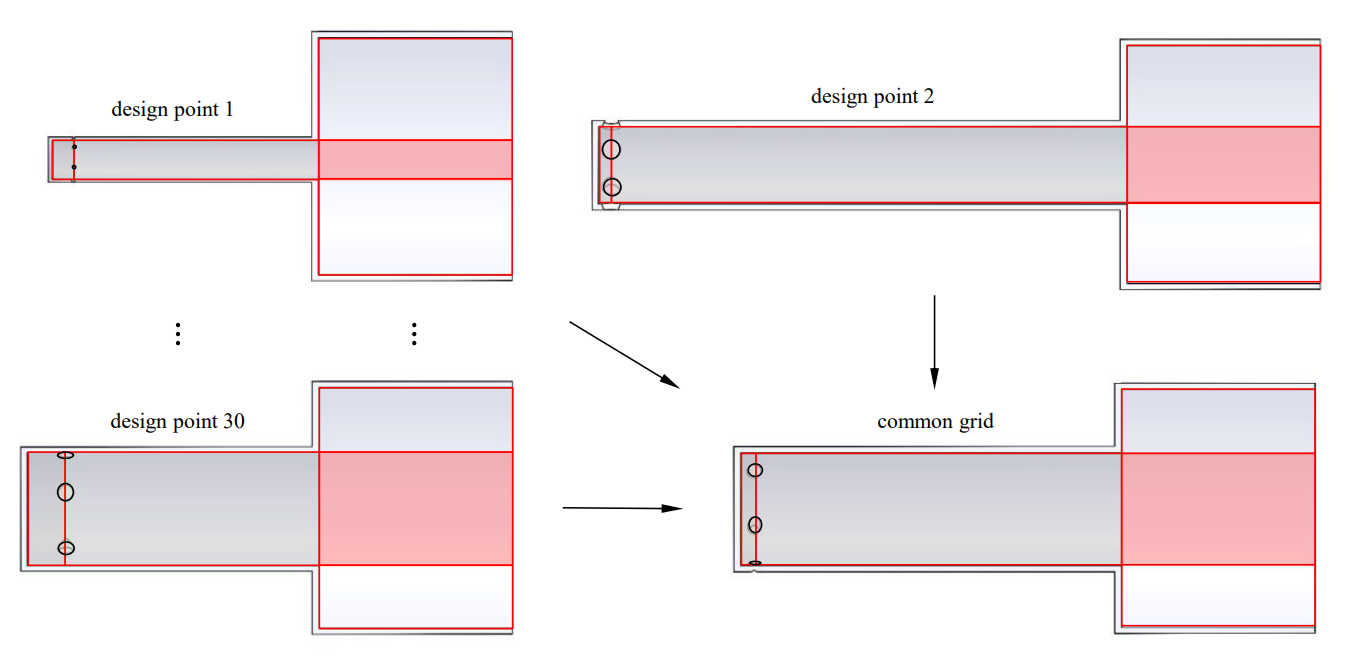 design point 1
design point 2
design point 30
common grid